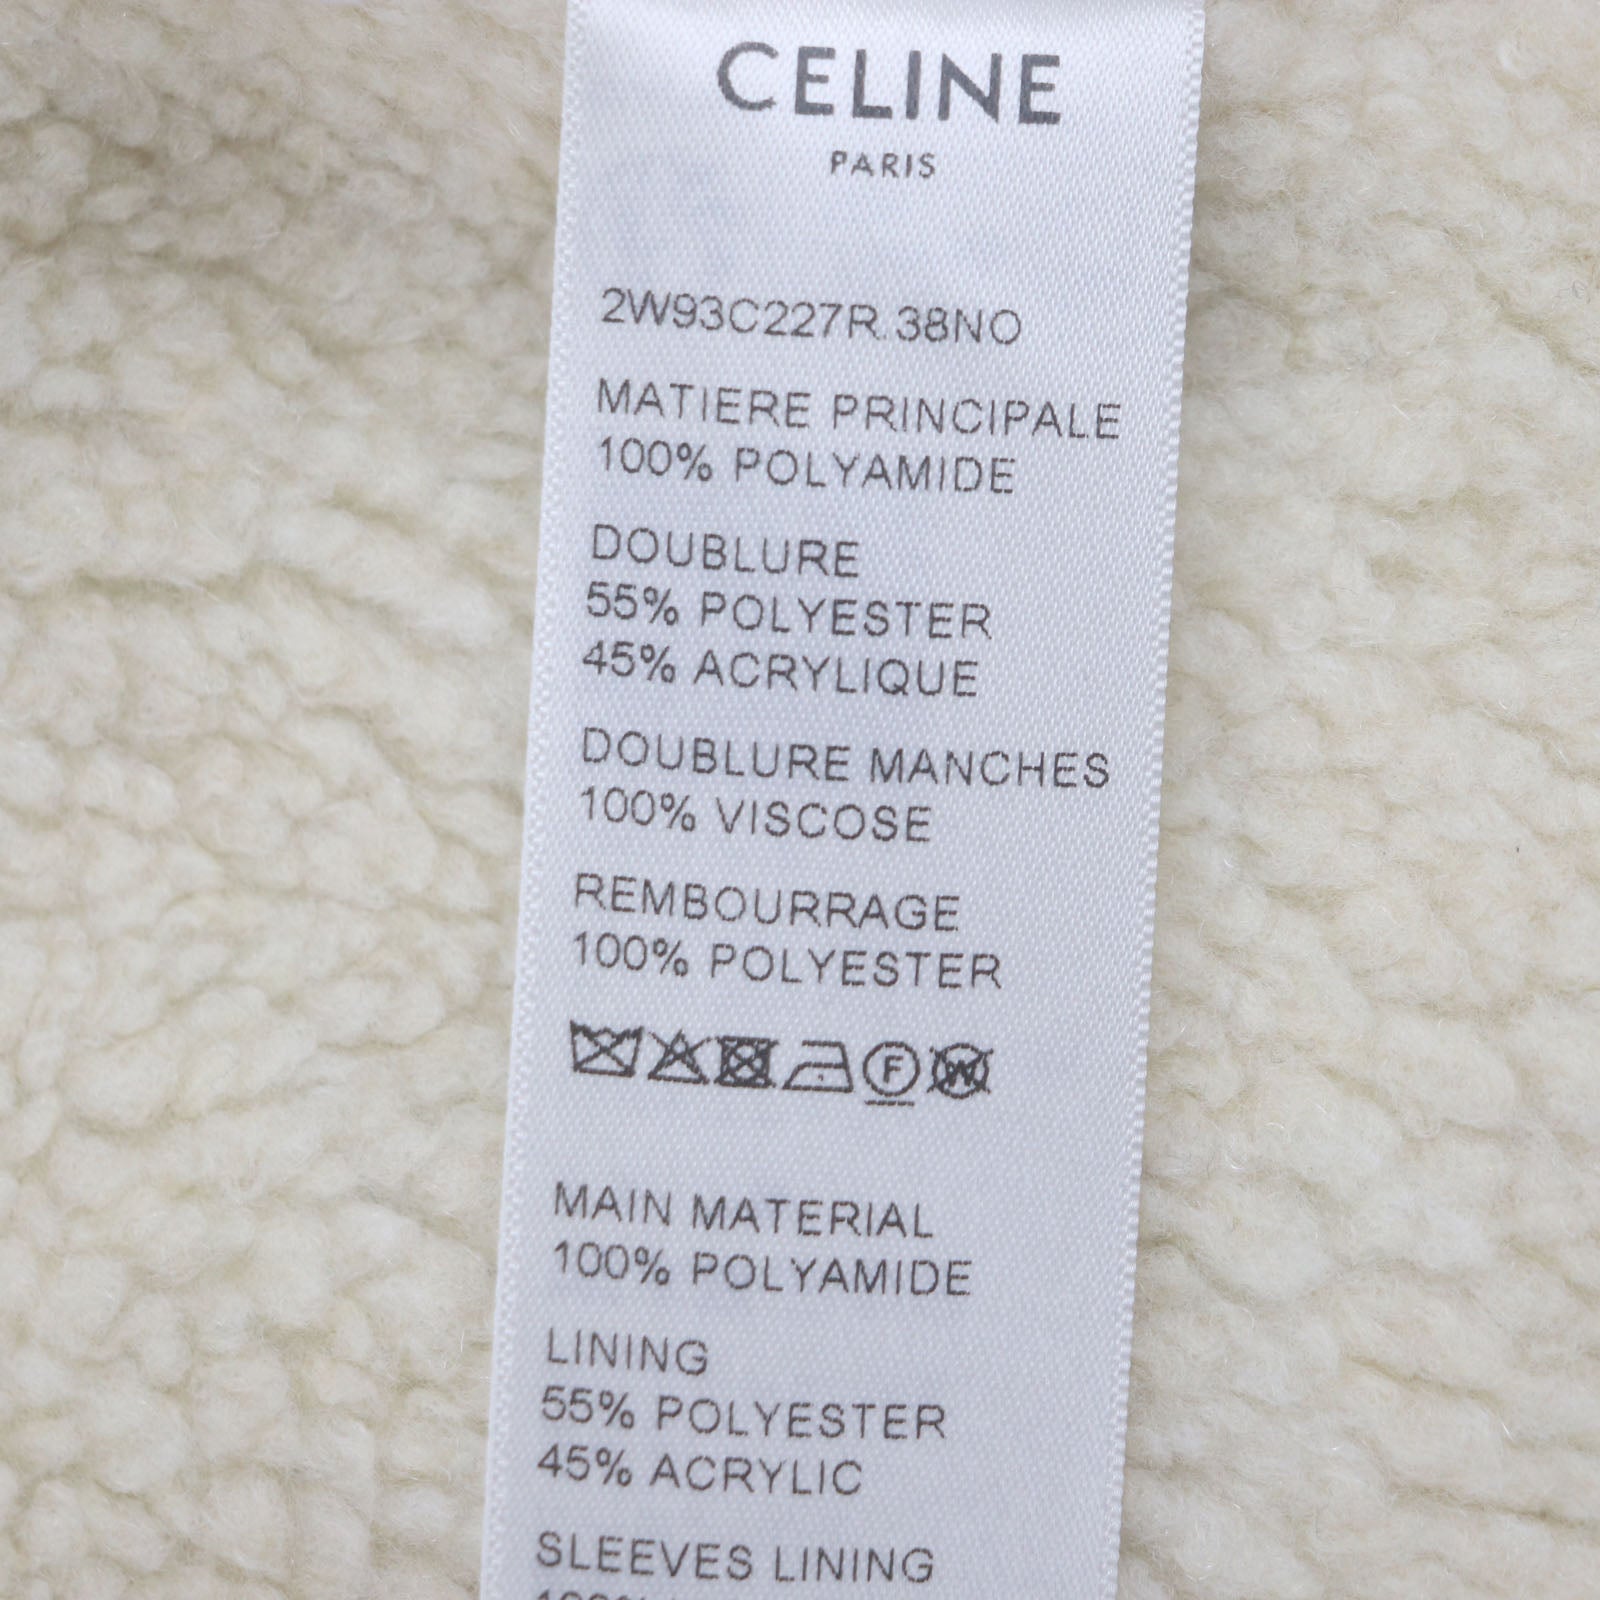 CELINE
PARIS
2W93C227R.38NO
MATIERE PRINCIPALE
100% POLYAMIDE
DOUBLURE
55% POLYESTER
45% ACRYLIQUE
DOUBLURE MANCHES
100% VISCOSE
REMBOURRAGE
100% POLYESTER
F W
MAIN MATERIAL
100% POLYAMIDE
LINING
55% POLYESTER
45% ACRYLIC
SLEEVES LINING